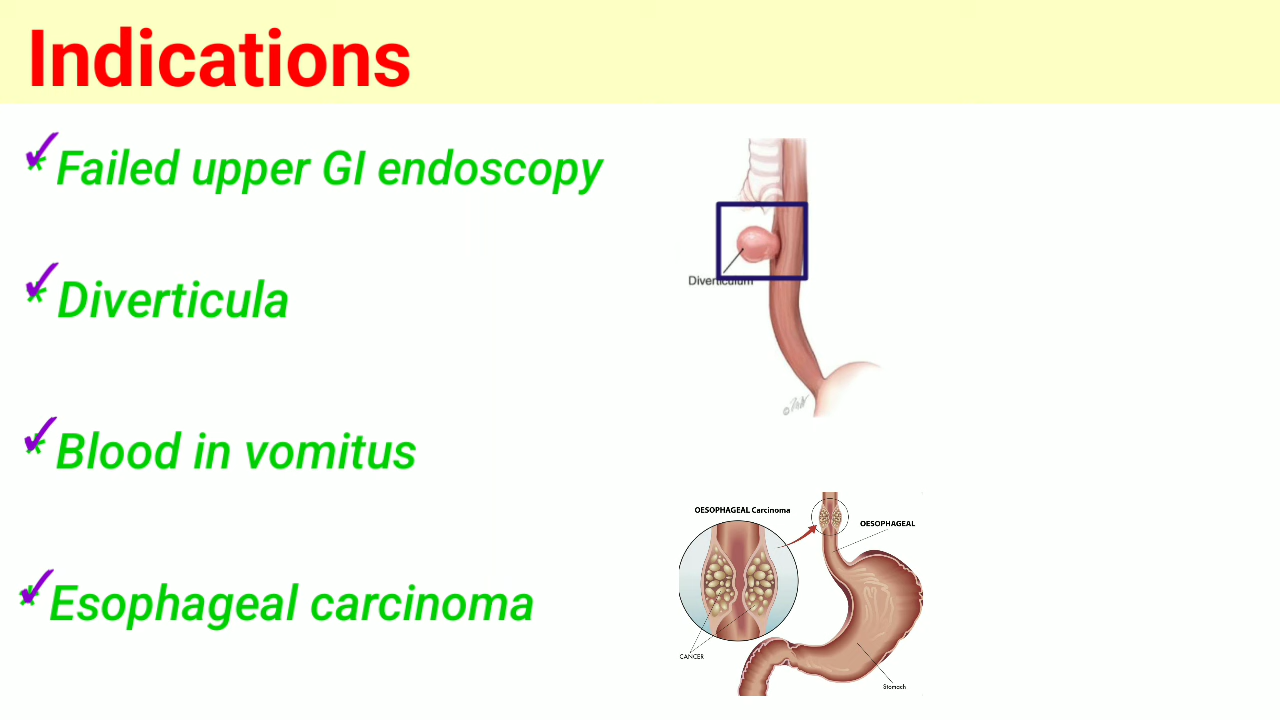 Indications
✓* Failed upper GI endoscopy
✓* Diverticula
✓* Blood in vomitus
✓* Esophageal carcinoma
Diverticulum
OESOPHAGEAL Carcinoma
OESOPHAGEAL
CANCER
Stomach